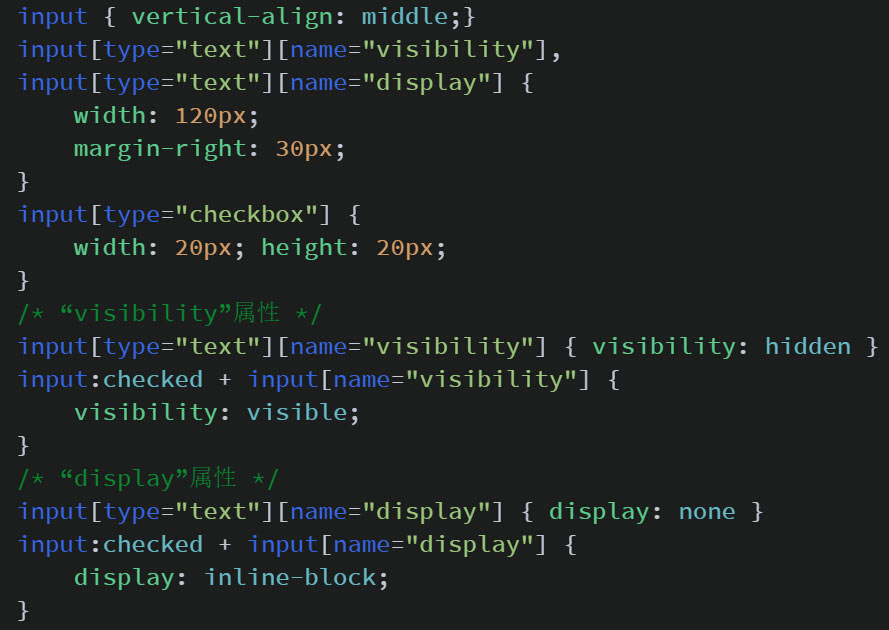 input { vertical-align: middle;}
input[type="text"][name="visibility"],
input[type="text"][name="display"] {
    width: 120px;
    margin-right: 30px;
}
input[type="checkbox"] {
    width: 20px; height: 20px;
}
/* “visibility”属性 */
input[type="text"][name="visibility"] { visibility: hidden }
input:checked + input[name="visibility"] {
    visibility: visible;
}
/* “display”属性 */
input[type="text"][name="display"] { display: none }
input:checked + input[name="display"] {
    display: inline-block;
}